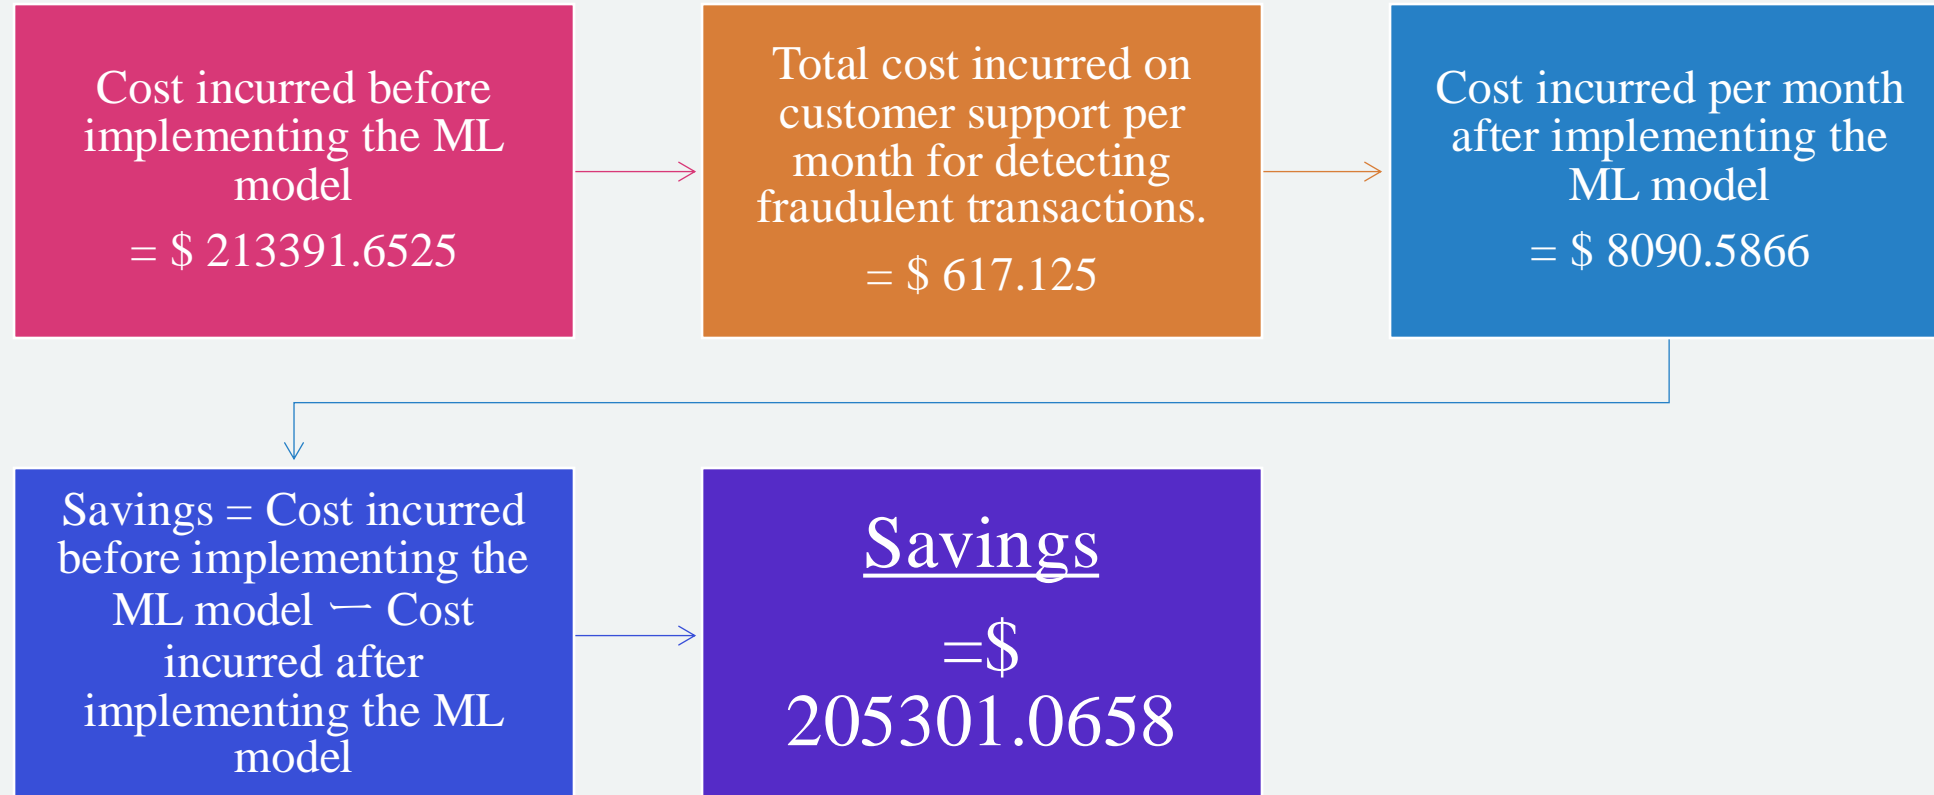 Cost incurred before
implementing the ML
model
= $ 213391.6525
Total cost incurred on
customer support per
month for detecting
fraudulent transactions.
= $ 617.125
Cost incurred per month
after implementing the
ML model
= $ 8090.5866
Savings = Cost incurred
before implementing the
ML model 一 Cost
incurred after
implementing the ML
model
Savings
=$
205301.0658